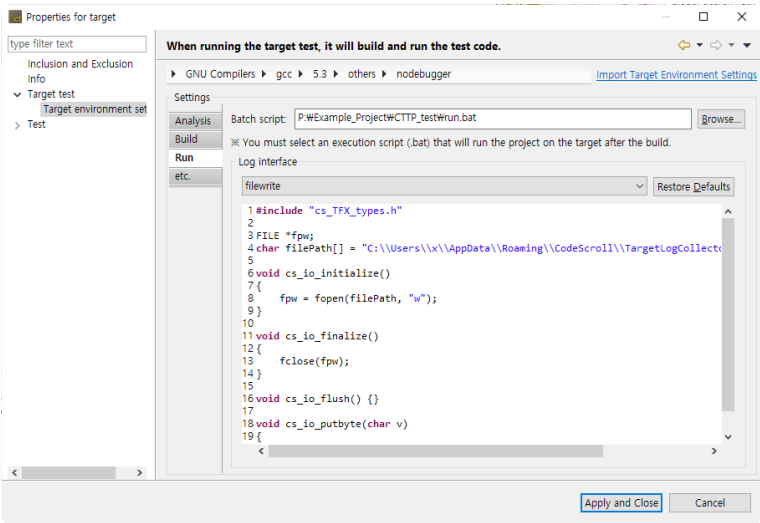 Properties for target
type filter text
Inclusion and Exclusion
Info
Target test
Target environment set
Test
When running the target test, it will build and run the test code.
GNU Compilers gcc 5.3 others nodebugger
Import Target Environment Settings
Settings
Analysis
Build
Run
etc.
Batch script: P:₩Example_Project₩CTTP_test₩run.bat Browse...
※ You must select an execution script (.bat) that will run the project on the target after the build.
Log interface
filewrite Restore Defaults
1 #include "cs_TFX_types.h"
2
3 FILE *fpw;
4 char filePath[] = "C:\\Users\\x\\AppData\\Roaming\\CodeScroll\\TargetLogCollecto
5
6 void cs_io_initialize()
7 {
8     fpw = fopen(filePath, "w");
9 }
10
11 void cs_io_finalize()
12 {
13     fclose(fpw);
14 }
15
16 void cs_io_flush() {}
17
18 void cs_io_putbyte(char v)
19 {
Apply and Close Cancel